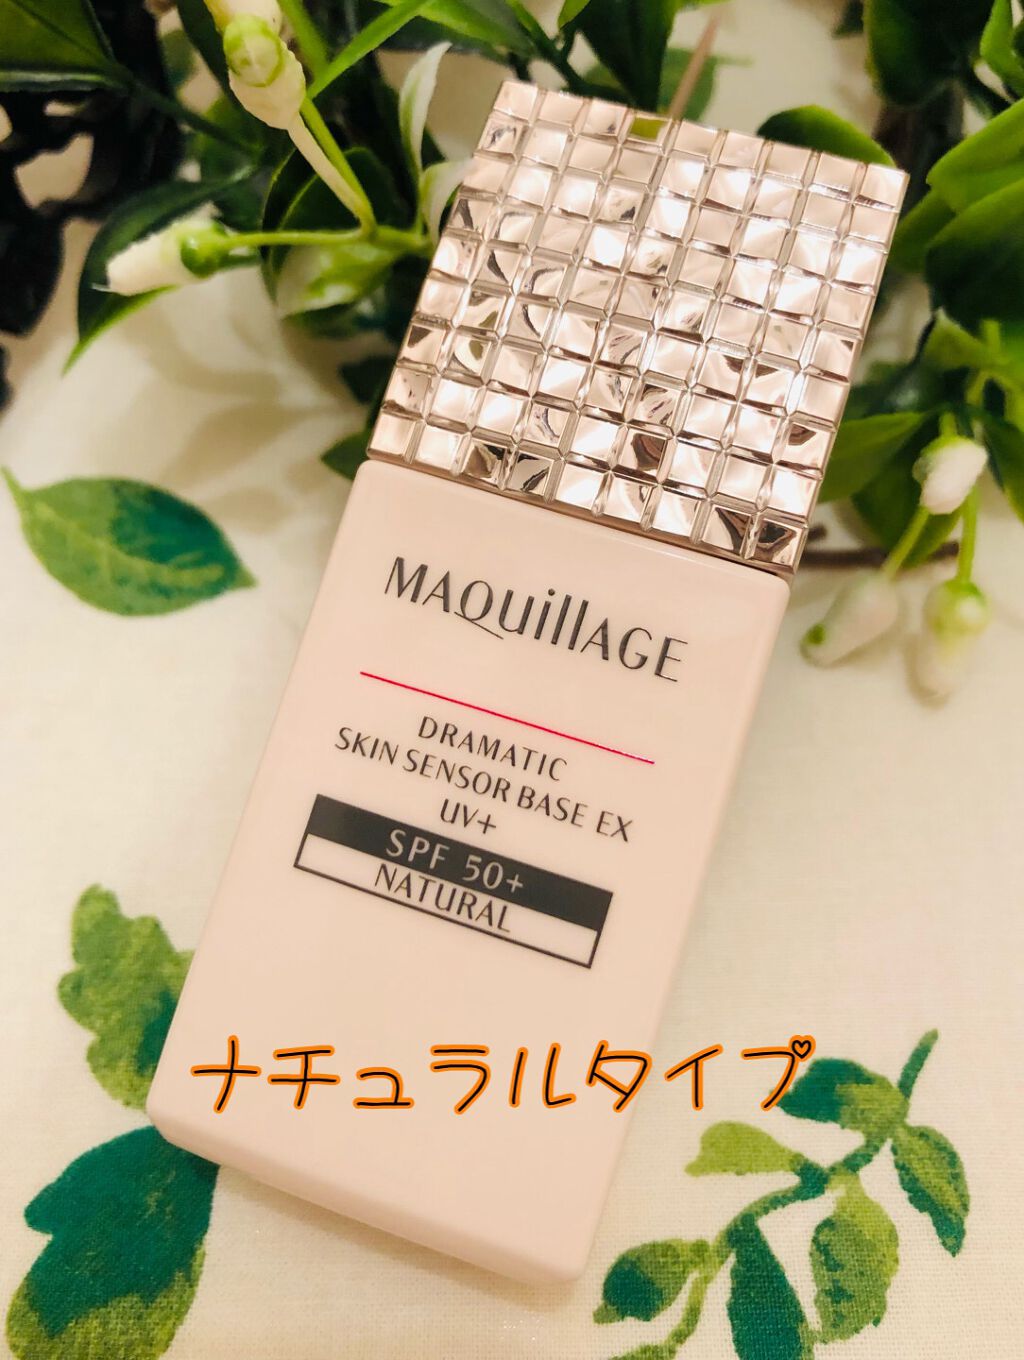 MAQuillAGE
DRAMATIC
SKIN SENSOR BASE EX
UV+
SPF 50+
NATURAL
ナチュラルタイプ